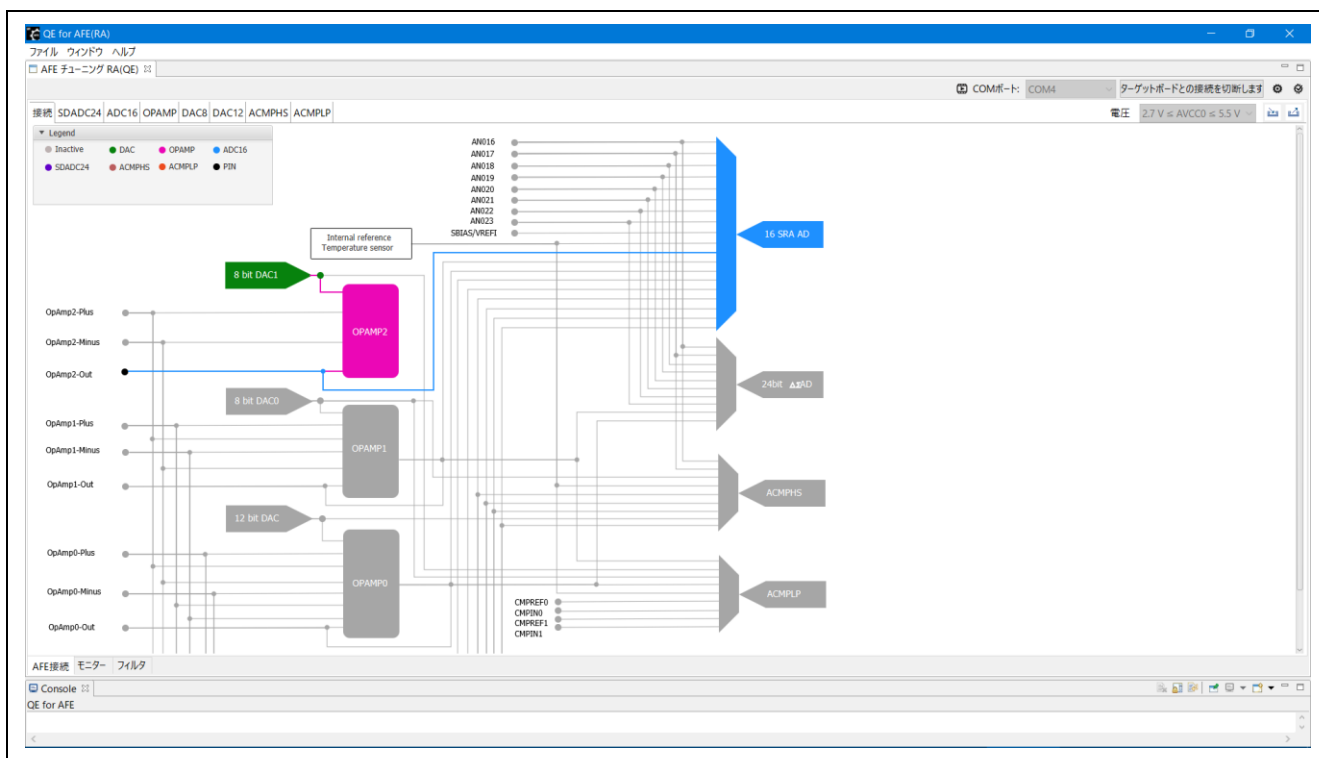 QE for AFE(RA)
ファイル ウィンドウ ヘルプ
AFE チューニング RA(QE)
COMポート: COM4 ターゲットボードとの接続を切断します
接続 SDADC24 ADC16 OPAMP DAC8 DAC12 ACMPHS ACMPLP
電圧 2.7 V ≤ AVCC0 ≤ 5.5 V
Legend
Inactive DAC OPAMP ADC16
SDADC24 ACMPHS ACMPLP PIN
AN016
AN017
AN018
AN019
AN020
AN021
AN022
AN023
SBIAS/VREFI
16 SRA AD
Internal reference
Temperature sensor
8 bit DAC1
OpAmp2-Plus
OPAMP2
OpAmp2-Minus
OpAmp2-Out
24bit ΔΣAD
8 bit DAC0
OpAmp1-Plus
OpAmp1-Minus
OPAMP1
OpAmp1-Out
ACMPHS
12 bit DAC
OpAmp0-Plus
OPAMP0
OpAmp0-Minus
ACMPLP
CMPREF0
CMPIN0
CMPREF1
CMPIN1
OpAmp0-Out
AFE接続 モニター フィルタ
Console
QE for AFE